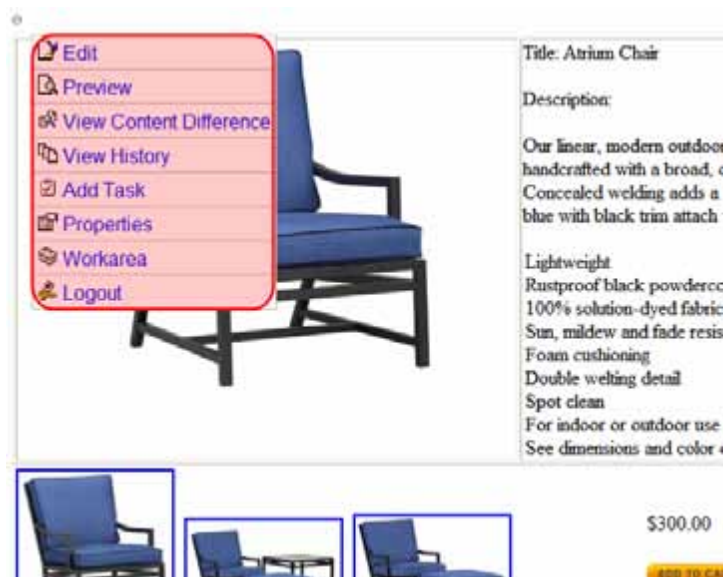 Edit
Preview
View Content Difference
View History
Add Task
Properties
Workarea
Logout
Title: Atrium Chair
Description:
Our linear, modern outdoor
handcrafted with a broad,
Concealed welding adds a
blue with black trim attach
Lightweight
Rustproof black
100% solution-dyed fabric
Sun, mildew and fade
Foam cushioning
Double welting detail
Spot clean
For indoor or outdoor use
See dimensions and color
$300.00
ADD TO